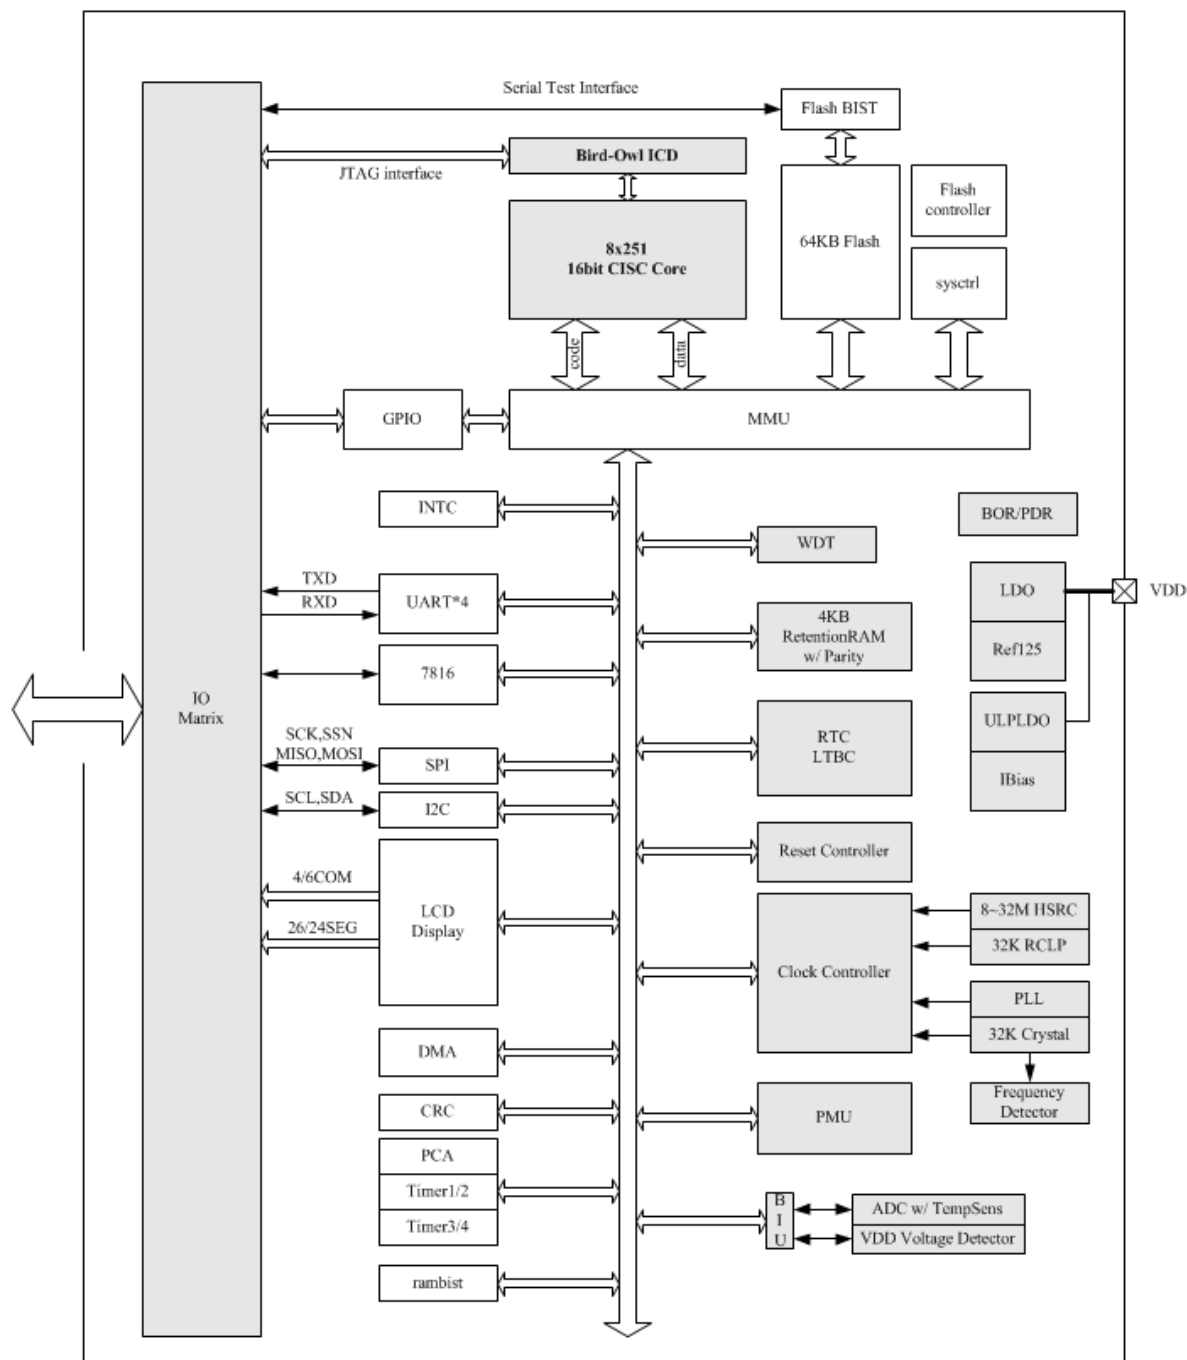 Serial Test Interface
Flash BIST
Bird-Owl ICD
JTAG interface
Flash
controller
8x251
16bit CISC Core
64KB Flash
sysctrl
code
data
GPIO
MMU
INTC
BOR/PDR
WDT
TXD
RXD
UART*4
LDO
VDD
4KB
RetentionRAM
w/ Parity
Ref125
7816
IO
Matrix
ULPLDO
SCK,SSN
MISO,MOSI
SPI
RTC
LTBC
IBias
SCL,SDA
I2C
Reset Controller
4/6COM
26/24SEG
LCD
Display
8~32M HSRC
32K RCLP
Clock Controller
PLL
32K Crystal
DMA
Frequency
Detector
CRC
PMU
PCA
Timer1/2
Timer3/4
B
I
U
ADC w/ TempSens
VDD Voltage Detector
rambist